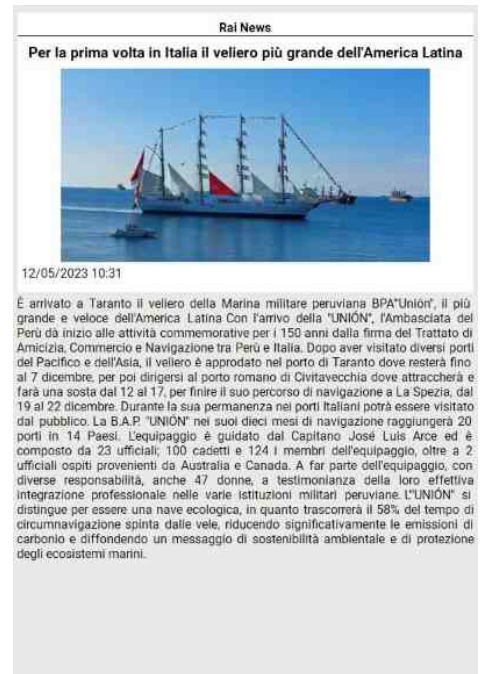 Rai News
Per la prima volta in Italia il veliero più grande dell'America Latina
12/05/2023 10:31
È arrivato a Taranto il veliero della Marina militare peruviana BPA"Unión", il più
grande e veloce dell'America Latina Con l'arrivo della "UNIÓN", l'Ambasciata del
Perù dà inizio alle attività commemorative per i 150 anni dalla firma del Trattato di
Amicizia, Commercio e Navigazione tra Perù e Italia. Dopo aver visitato diversi porti
del Pacifico e dell'Asia, il veliero è approdato nel porto di Taranto dove resterà fino
al 7 dicembre, per poi dirigersi al porto romano di Civitavecchia dove attraccherà e
farà una sosta dal 12 al 17, per finire il suo percorso di navigazione a La Spezia, dal
19 al 22 dicembre. Durante la sua permanenza nei porti Italiani potrà essere visitato
dal pubblico. La B.A.P. "UNIÓN" nei suoi dieci mesi di navigazione raggiungerà 20
porti in 14 Paesi. L'equipaggio è guidato dal Capitano José Luis Arce ed è
composto da 23 ufficiali; 100 cadetti e 124 i membri dell'equipaggio, oltre a 2
ufficiali ospiti provenienti da Australia e Canada. A far parte dell'equipaggio, con
diverse responsabilità, anche 47 donne, a testimonianza della loro effettiva
integrazione professionale nelle varie istituzioni militari peruviane. L'"UNIÓN" si
distingue per essere una nave ecologica, in quanto trascorrerà il 58% del tempo di
circumnavigazione spinta dalle vele, riducendo significativamente le emissioni di
carbonio e diffondendo un messaggio di sostenibilità ambientale e di protezione
degli ecosistemi marini.